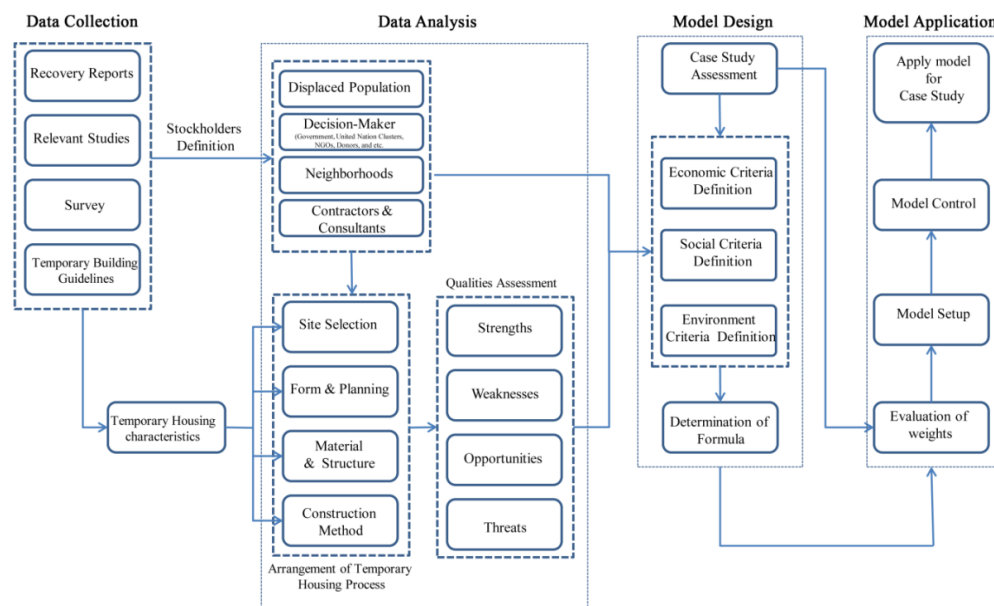 Data Collection
Data Analysis
Model Design
Model Application
Recovery Reports
Relevant Studies
Survey
Temporary Building
Guidelines
Stockholders
Definition
Temporary Housing
characteristics
Displaced Population
Decision-Maker
(Government, United Nation Clusters,
NGOs, Donors, and etc.
Neighborhoods
Contractors &
Consultants
Site Selection
Form & Planning
Material
& Structure
Construction
Method
Arrangement of Temporary
Housing Process
Qualities Assessment
Strengths
Weaknesses
Opportunities
Threats
Case Study
Assessment
Economic Criteria
Definition
Social Criteria
Definition
Environment
Criteria Definition
Determination of
Formula
Apply model
for
Case Study
Model Control
Model Setup
Evaluation of
weights